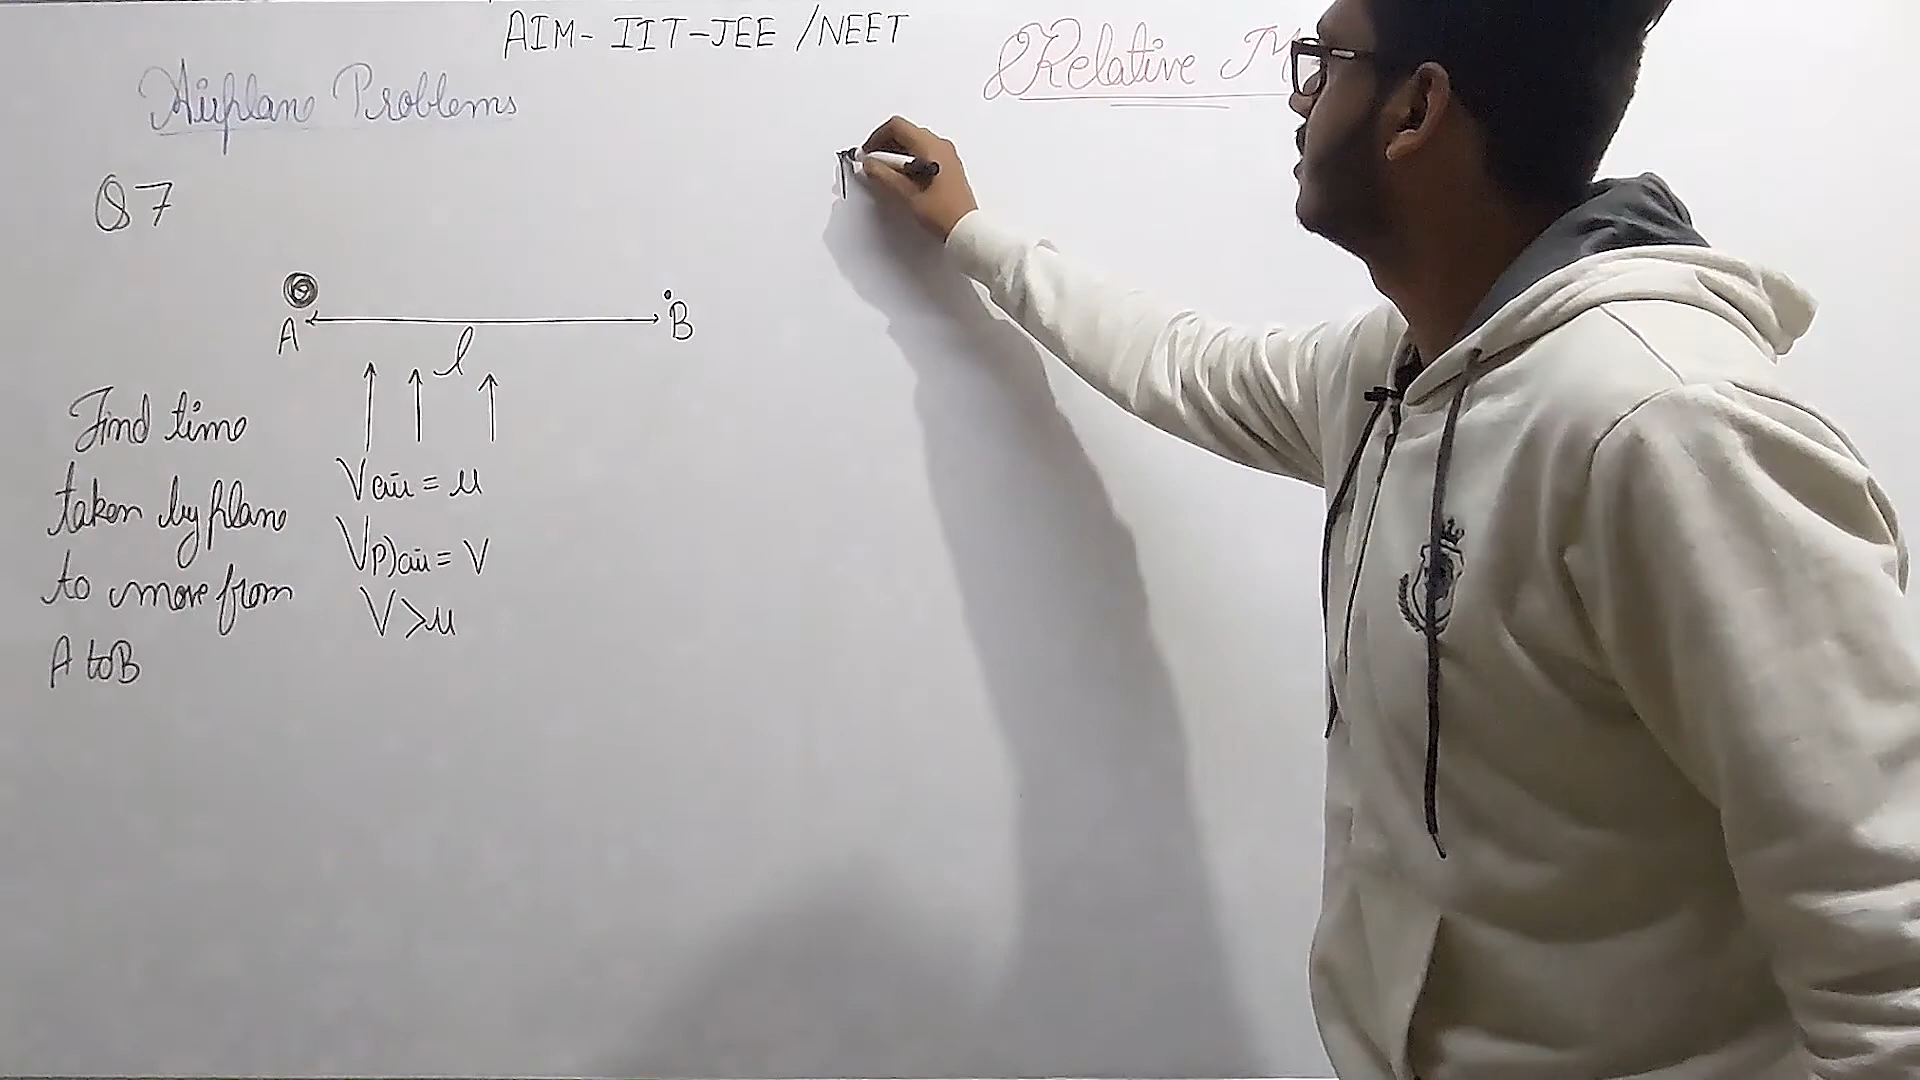 AIM- IIT-JEE /NEET
Relative M
Airplane Problems
Q7
A
B
l
Find time
taken by plane
to move from
A to B
Vair = u
Vp)air = V
V>u